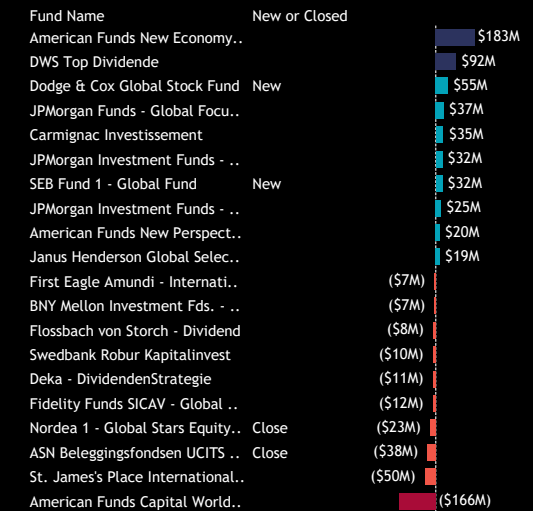 Fund Name New or Closed
American Funds New Economy.. $183M
DWS Top Dividende $92M
Dodge & Cox Global Stock Fund New $55M
JPMorgan Funds - Global Focu.. $37M
Carmignac Investissement $35M
JPMorgan Investment Funds - .. $32M
SEB Fund 1 - Global Fund New $32M
JPMorgan Investment Funds - .. $25M
American Funds New Perspect.. $20M
Janus Henderson Global Selec.. $19M
First Eagle Amundi - Internati.. ($7M)
BNY Mellon Investment Fds. - .. ($7M)
Flossbach von Storch - Dividend ($8M)
Swedbank Robur Kapitalinvest ($10M)
Deka - DividendenStrategie ($11M)
Fidelity Funds SICAV - Global .. ($12M)
Nordea 1 - Global Stars Equity.. Close ($23M)
ASN Beleggingsfondsen UCITS .. Close ($38M)
St. James's Place International.. ($50M)
American Funds Capital World.. ($166M)